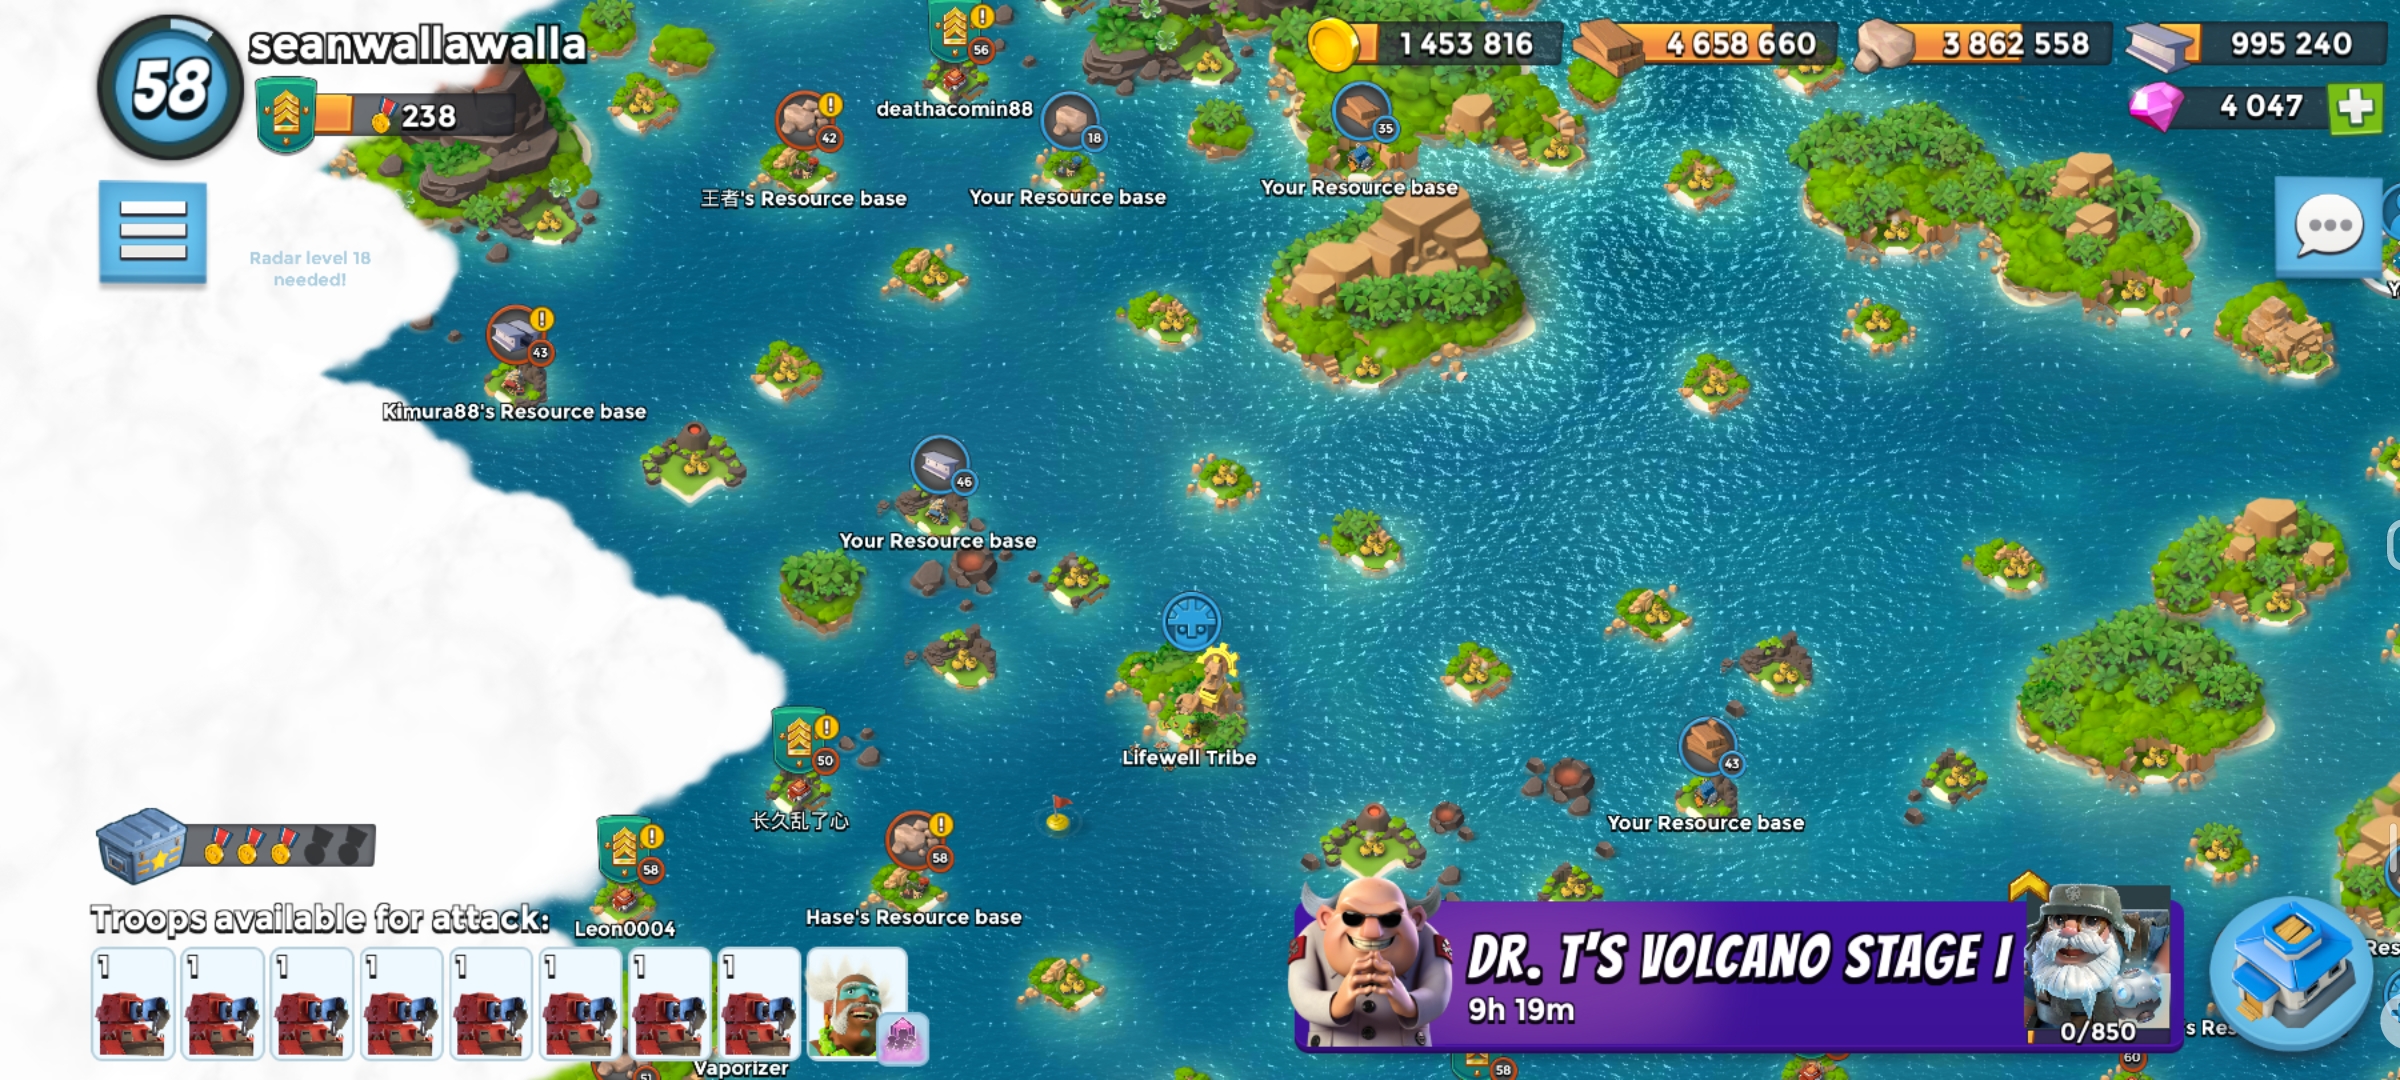 58
seanwallawalla
238
1 453 816
4 658 660
3 862 558
995 240
4 047
56
deathacomin88
42
王者's Resource base
18
Your Resource base
35
Your Resource base
Radar level 18
needed!
43
Kimura88's Resource base
46
Your Resource base
Lifewell Tribe
50
长久乱了心
43
Your Resource base
58
Leon0004
58
Hase's Resource base
Troops available for attack:
1
1
1
1
1
1
1
1
DR. T'S VOLCANO STAGE I
9h 19m
0/850
's Res
Res
51
Vaporizer
58
60